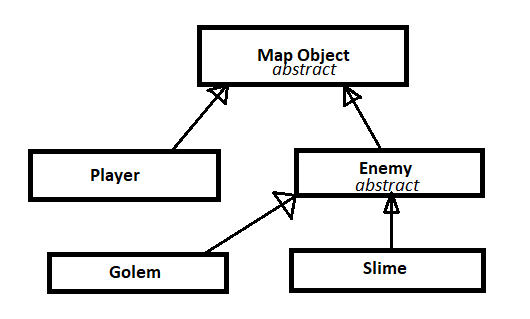 Map Object
abstract
Player
Enemy
abstract
Golem
Slime